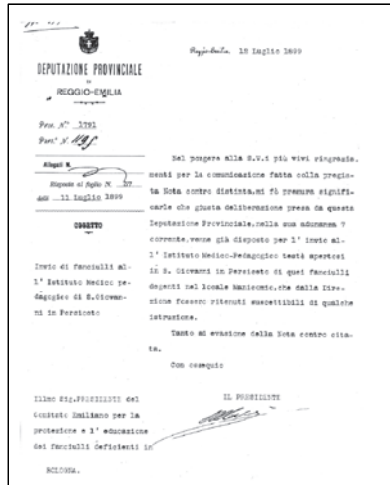 Reggio-Emilia, 18 Luglio 1899
DEPUTAZIONE PROVINCIALE
DI
REGGIO-EMILIA
Prot. N° 1791
Part. N.
Allegati N.
Risposta al foglio N. 37
delli 11 Luglio 1899
OGGETTO
Invio di fanciulli al-
l' Istituto Medico pe-
dagogico di S.Giovan-
ni in Persiceto
Nel porgere alla S.V.i più vivi ringrazia-
menti per la comunicazione fatta colla pregia-
ta Nota contro distinta,mi fò premura signifi-
carle che giusta deliberazione presa da questa
Deputazione Provinciale,nella sua adunanza 7
corrente,venne già disposto per l' invio al-
l' Istituto Medico-Pedagogico testè apertosi
in S. Giovanni in Persiceto di quei fanciulli
degenti nel locale Manicomio,che dalla Dire-
zione fossero ritenuti suscettibili di qualche
istruzione.
Tanto ad evasione della Nota contro cita-
ta.
Con ossequio
IL PRESIDENTE
Illmo Sig.PRESIDENTE del
Comitato Emiliano per la
protezione e l' educazione
dei fanciulli deficienti in
BOLOGNA.